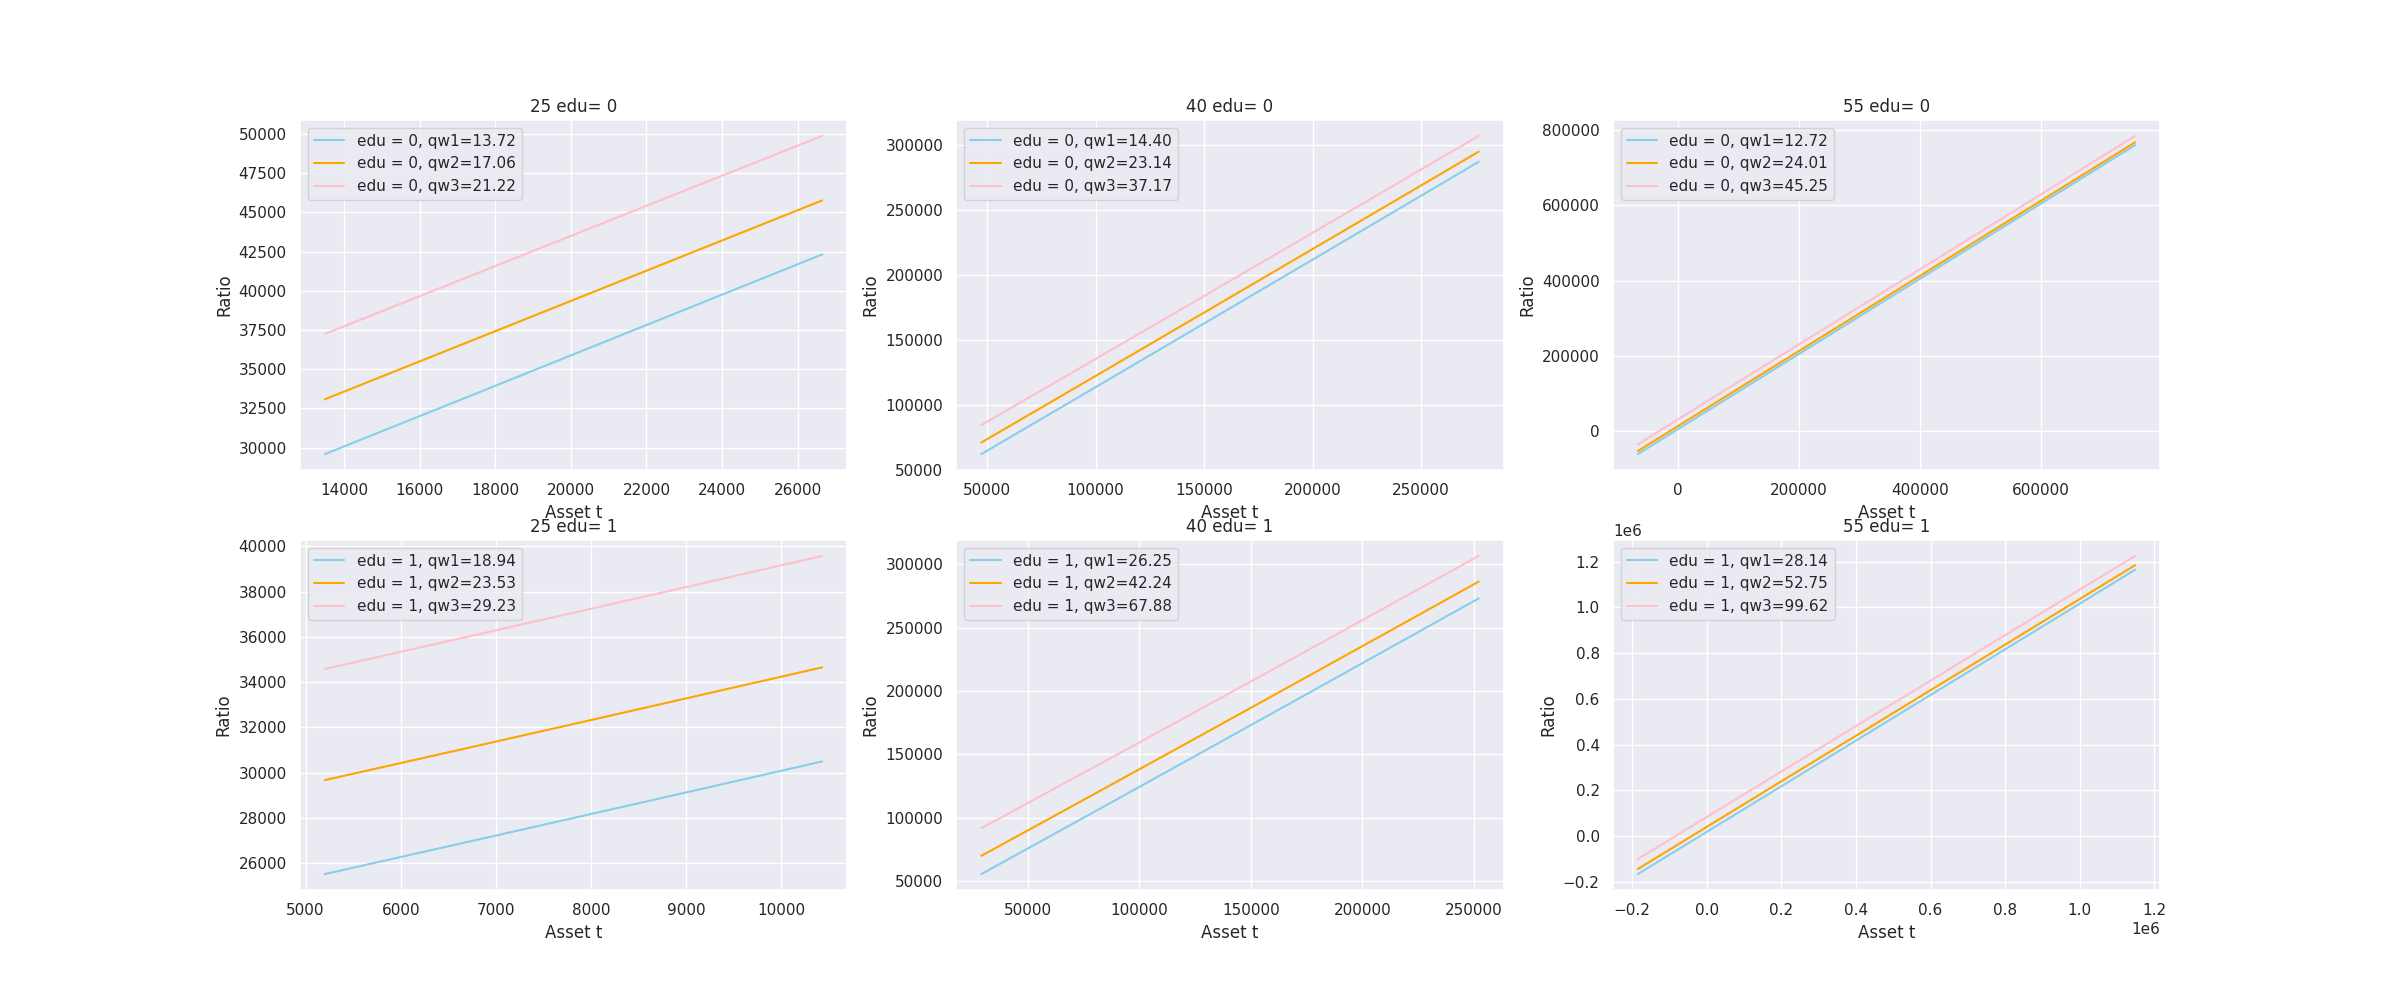 25 edu= 0
edu = 0, qw1=13.72
edu = 0, qw2=17.06
edu = 0, qw3=21.22
Ratio
50000
47500
45000
42500
40000
37500
35000
32500
30000
14000 16000 18000 20000 22000 24000 26000
Asset t
40 edu= 0
edu = 0, qw1=14.40
edu = 0, qw2=23.14
edu = 0, qw3=37.17
Ratio
300000
250000
200000
150000
100000
50000
50000 100000 150000 200000 250000
Asset t
55 edu= 0
edu = 0, qw1=12.72
edu = 0, qw2=24.01
edu = 0, qw3=45.25
Ratio
800000
600000
400000
200000
0
0 200000 400000 600000
Asset t
25 edu= 1
edu = 1, qw1=18.94
edu = 1, qw2=23.53
edu = 1, qw3=29.23
Ratio
40000
38000
36000
34000
32000
30000
28000
26000
5000 6000 7000 8000 9000 10000
Asset t
40 edu= 1
edu = 1, qw1=26.25
edu = 1, qw2=42.24
edu = 1, qw3=67.88
Ratio
300000
250000
200000
150000
100000
50000
50000 100000 150000 200000 250000
Asset t
55 edu= 1
1e6
edu = 1, qw1=28.14
edu = 1, qw2=52.75
edu = 1, qw3=99.62
Ratio
1.2
1.0
0.8
0.6
0.4
0.2
0.0
−0.2
−0.2 0.0 0.2 0.4 0.6 0.8 1.0 1.2
1e6
Asset t